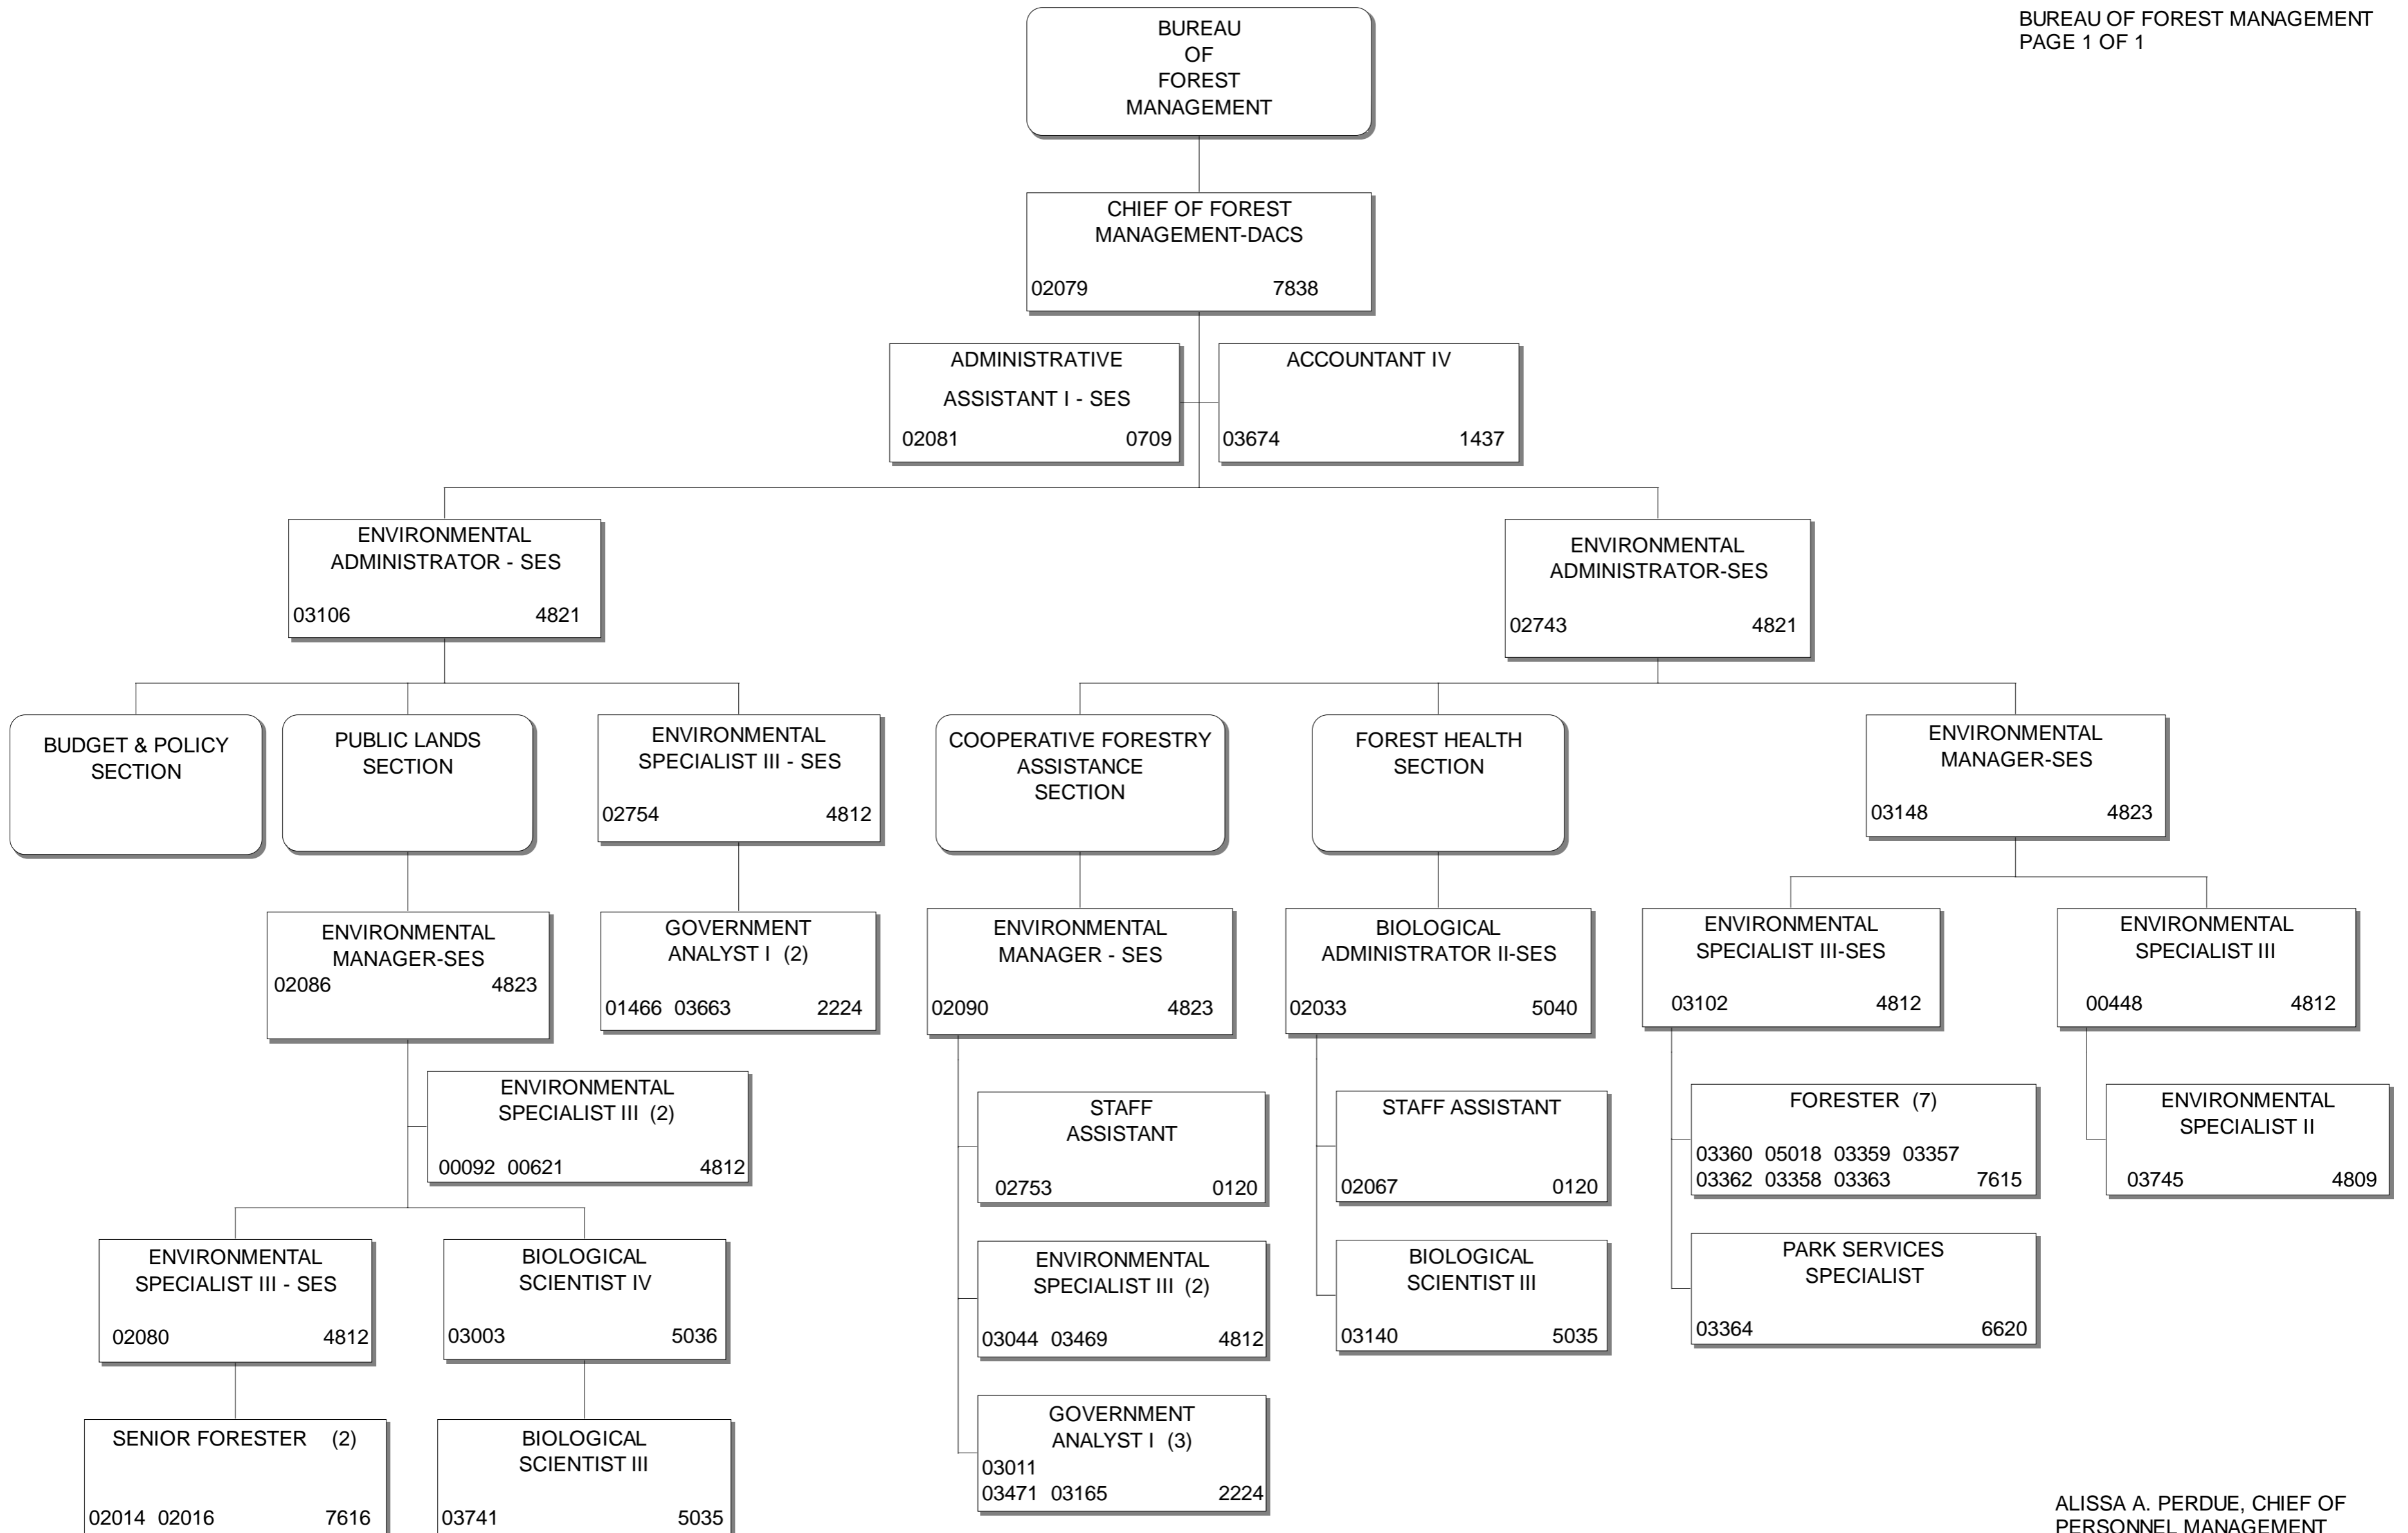 BUREAU OF FOREST MANAGEMENT
PAGE 1 OF 1
BUREAU
OF
FOREST
MANAGEMENT
CHIEF OF FOREST
MANAGEMENT-DACS
02079 7838
ADMINISTRATIVE
ASSISTANT I - SES
02081 0709
ACCOUNTANT IV
03674 1437
ENVIRONMENTAL
ADMINISTRATOR - SES
03106 4821
ENVIRONMENTAL
ADMINISTRATOR-SES
02743 4821
BUDGET & POLICY
SECTION
PUBLIC LANDS
SECTION
ENVIRONMENTAL
SPECIALIST III - SES
02754 4812
COOPERATIVE FORESTRY
ASSISTANCE
SECTION
FOREST HEALTH
SECTION
ENVIRONMENTAL
MANAGER-SES
03148 4823
ENVIRONMENTAL
MANAGER-SES
02086 4823
GOVERNMENT
ANALYST I (2)
01466 03663 2224
ENVIRONMENTAL
MANAGER - SES
02090 4823
BIOLOGICAL
ADMINISTRATOR II-SES
02033 5040
ENVIRONMENTAL
SPECIALIST III-SES
03102 4812
ENVIRONMENTAL
SPECIALIST III
00448 4812
ENVIRONMENTAL
SPECIALIST III (2)
00092 00621 4812
STAFF
ASSISTANT
02753 0120
STAFF ASSISTANT
02067 0120
FORESTER (7)
03360 05018 03359 03357
03362 03358 03363 7615
ENVIRONMENTAL
SPECIALIST II
03745 4809
ENVIRONMENTAL
SPECIALIST III - SES
02080 4812
BIOLOGICAL
SCIENTIST IV
03003 5036
ENVIRONMENTAL
SPECIALIST III (2)
03044 03469 4812
BIOLOGICAL
SCIENTIST III
03140 5035
PARK SERVICES
SPECIALIST
03364 6620
SENIOR FORESTER (2)
02014 02016 7616
BIOLOGICAL
SCIENTIST III
03741 5035
GOVERNMENT
ANALYST I (3)
03011
03471 03165 2224
ALISSA A. PERDUE, CHIEF OF
PERSONNEL MANAGEMENT